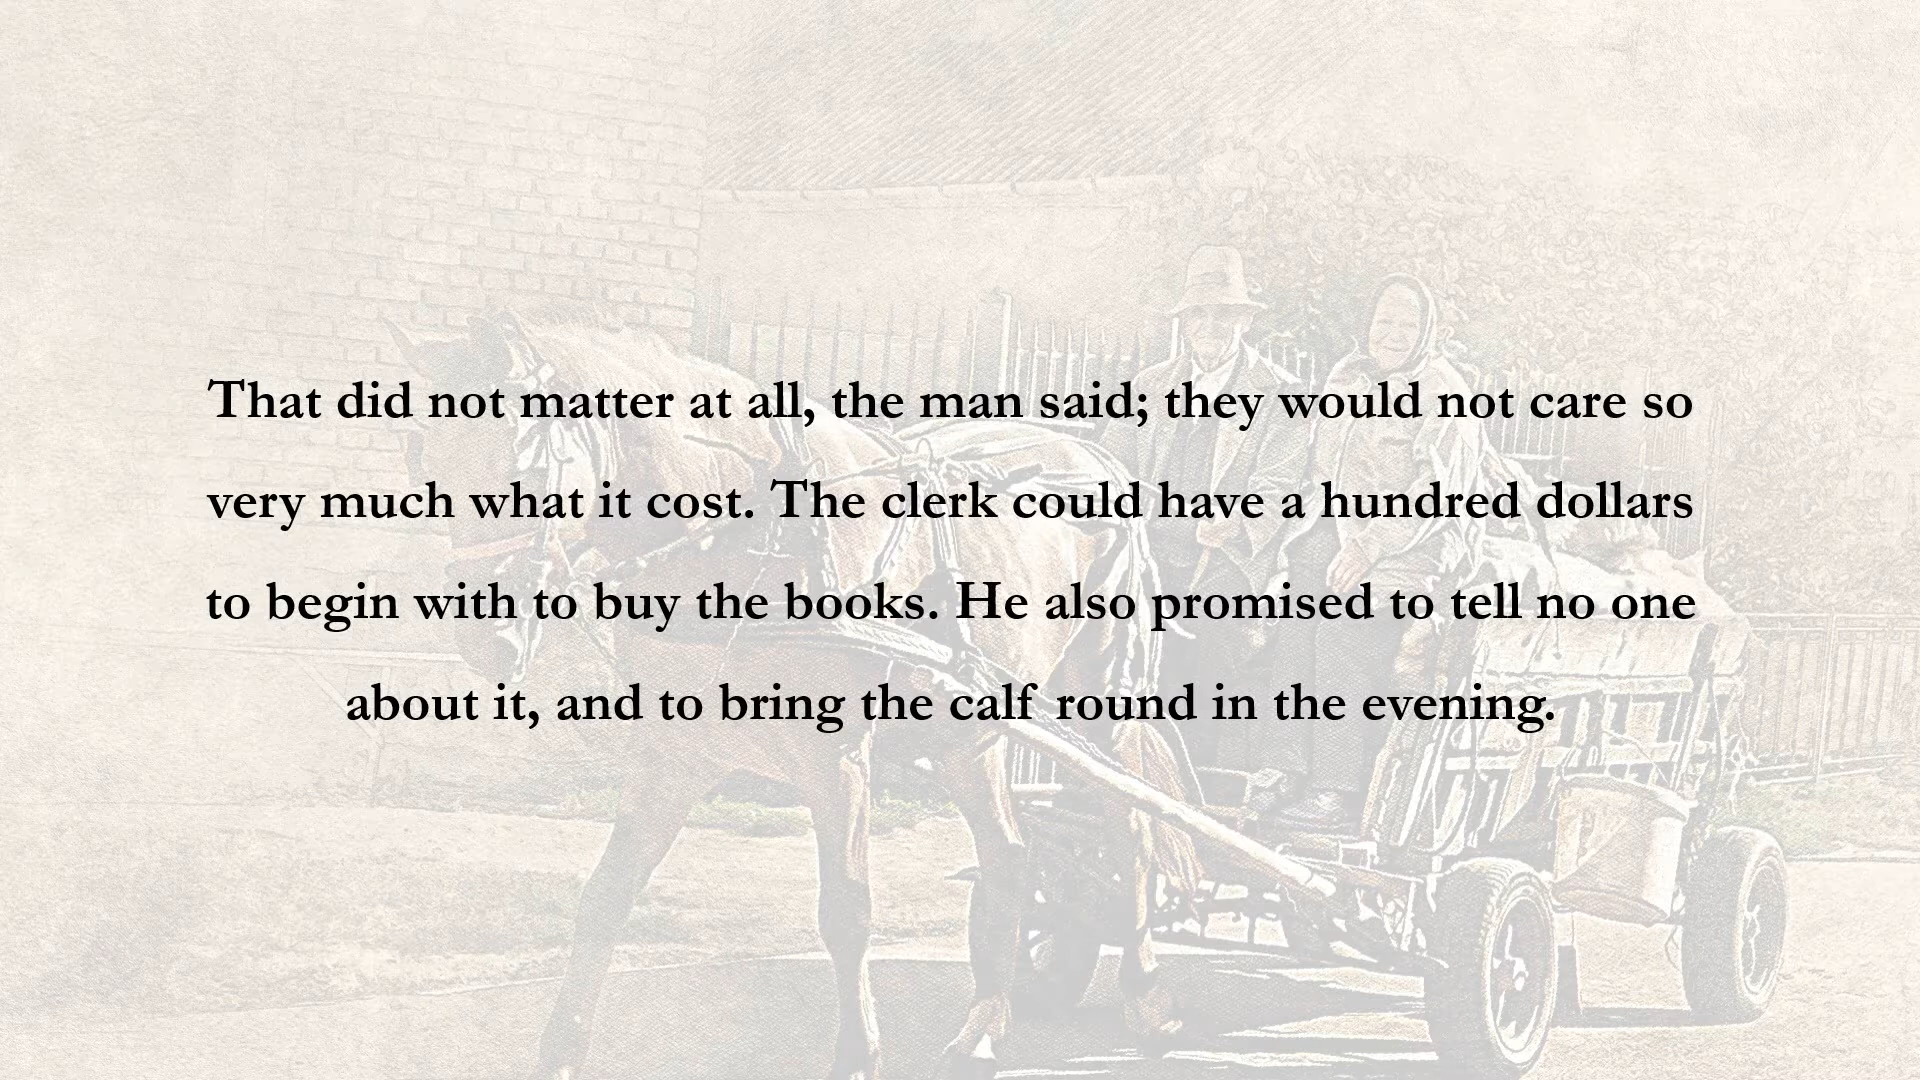 That did not matter at all, the man said; they would not care so
very much what it cost. The clerk could have a hundred dollars
to begin with to buy the books. He also promised to tell no one
about it, and to bring the calf round in the evening.